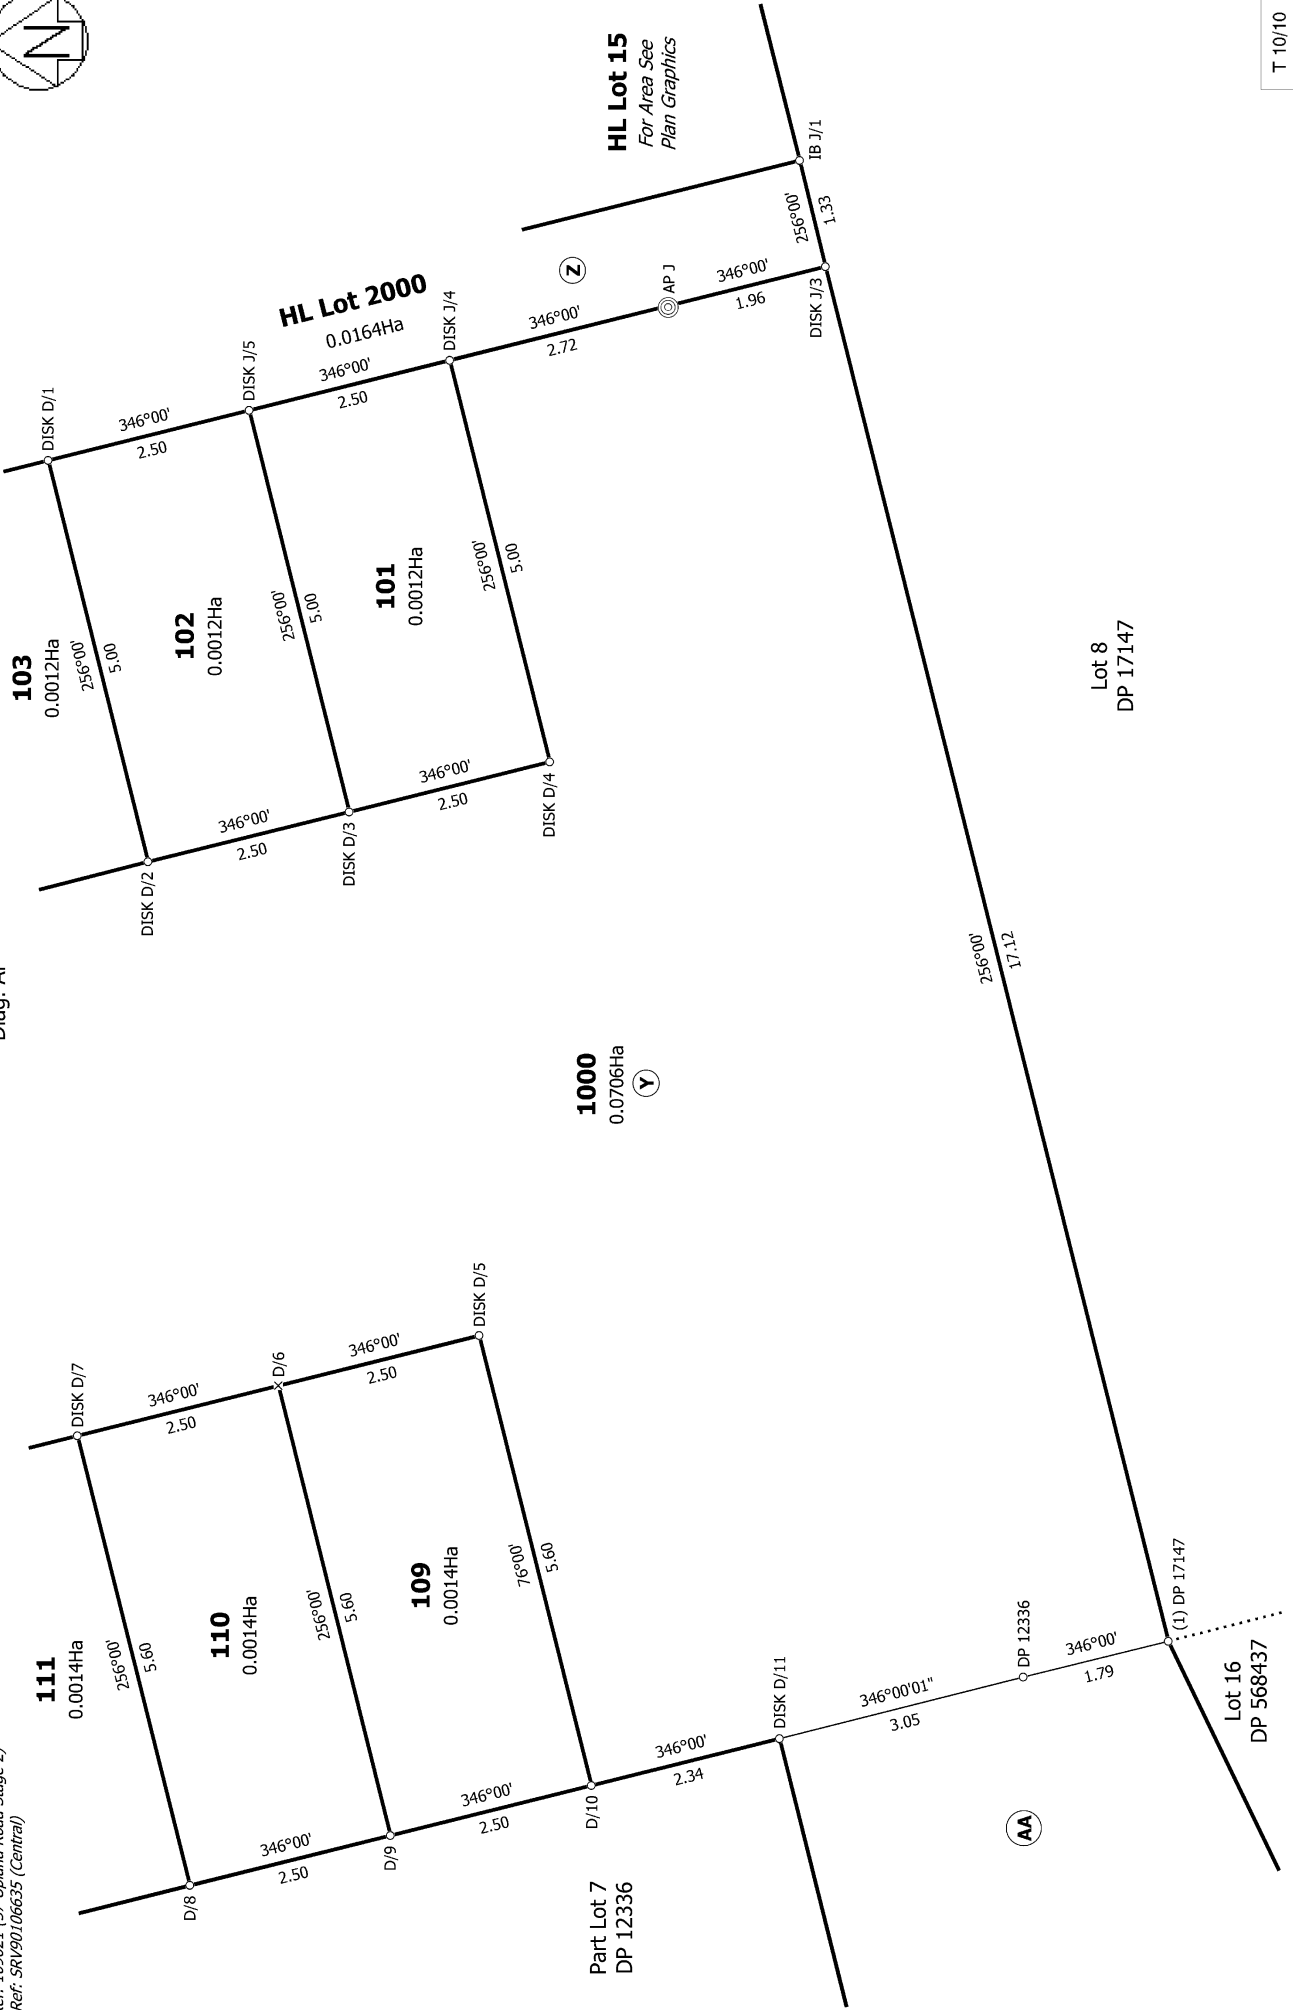 N
HL Lot 15
For Area See
Plan Graphics
T 10/10
IB J/1
256°00'
1.33
DISK J/3
346°00'
1.96
AP J
Z
346°00'
2.72
HL Lot 2000
0.0164Ha
DISK J/4
346°00'
2.50
DISK J/5
346°00'
2.50
DISK D/1
103
0.0012Ha
256°00'
5.00
102
0.0012Ha
256°00'
5.00
101
0.0012Ha
256°00'
5.00
DISK D/2
346°00'
2.50
DISK D/3
346°00'
2.50
DISK D/4
Lot 8
DP 17147
256°00'
17.12
1000
0.0706Ha
Y
DISK D/7
346°00'
2.50
D/6
346°00'
2.50
DISK D/5
111
0.0014Ha
256°00'
5.60
110
0.0014Ha
256°00'
5.60
109
0.0014Ha
76°00'
5.60
D/8
346°00'
2.50
D/9
346°00'
2.50
D/10
346°00'
2.34
DISK D/11
346°00'01"
3.05
DP 12336
346°00'
1.79
(1) DP 17147
Lot 16
DP 568437
AA
Part Lot 7
DP 12336
Ref: SRV90106635 (Central)